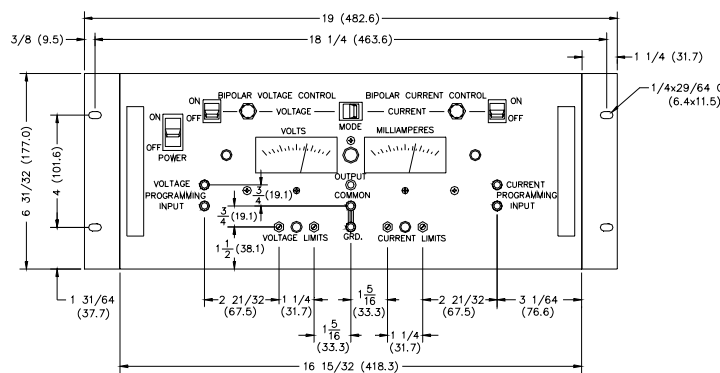 19 (482.6)
3/8 (9.5)
18 1/4 (463.6)
1 1/4 (31.7)
1/4x29/64
(6.4x11.5)
6 31/32 (177.0)
4 (101.6)
ON
OFF
POWER
ON
OFF
BIPOLAR VOLTAGE CONTROL
VOLTAGE
MODE
BIPOLAR CURRENT CONTROL
CURRENT
ON
OFF
VOLTS
MILLIAMPERES
OUTPUT
COMMON
GRD.
VOLTAGE
PROGRAMMING
INPUT
CURRENT
PROGRAMMING
INPUT
3/4 (19.1)
3/4 (19.1)
1 1/2 (38.1)
VOLTAGE LIMITS
CURRENT LIMITS
1 31/64
(37.7)
2 21/32
(67.5)
1 1/4
(31.7)
1 5/16
(33.3)
1 5/16
(33.3)
1 1/4
(31.7)
2 21/32
(67.5)
3 1/64
(76.6)
16 15/32 (418.3)